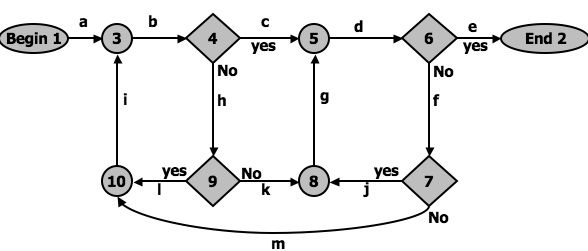 a b c d e
Begin 1 3 4 yes 5 6 yes End 2
No No
i h g f
yes No yes
10 l 9 k 8 j 7
No
m